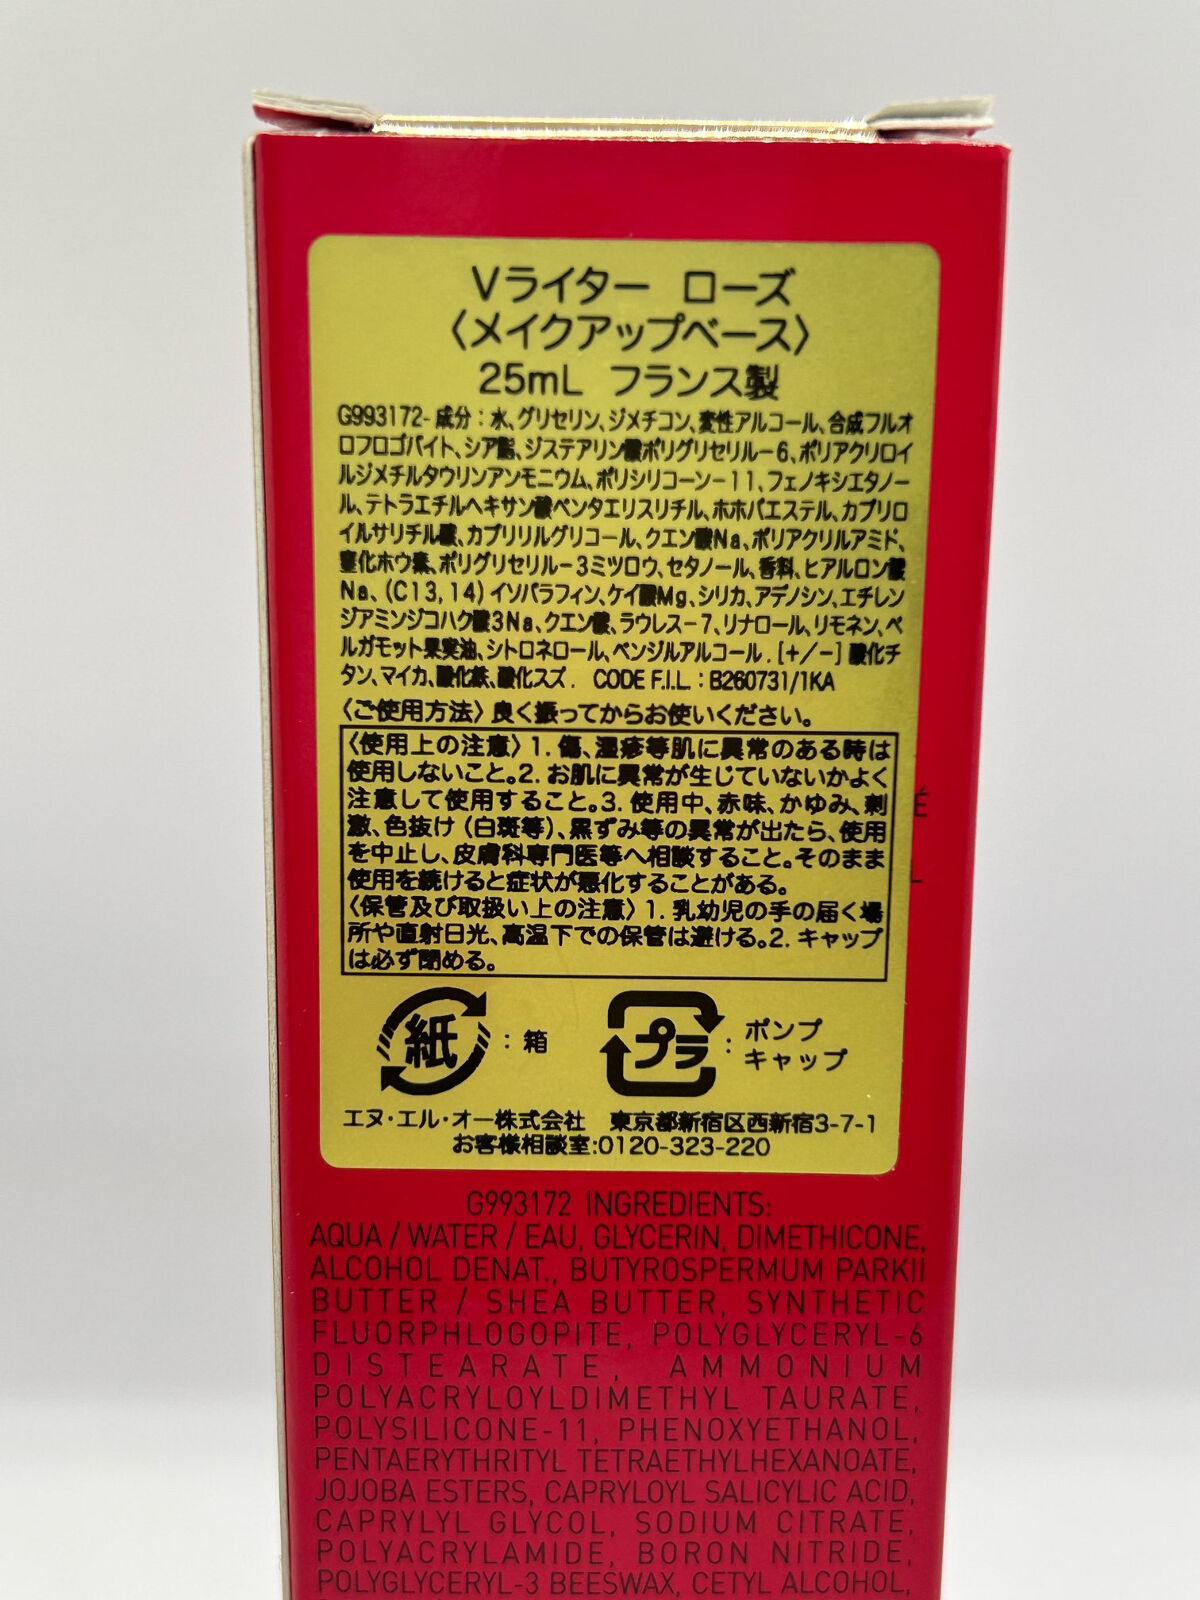 Vライター ローズ
〈メイクアップベース〉
25mL フランス製
G993172- 成分：水、グリセリン、ジメチコン、変性アルコール、合成フルオ
ロフロゴパイト、シア脂、ジステアリン酸ポリグリセリル－6、ポリアクリロイ
ルジメチルタウリンアンモニウム、ポリシリコーン－11、フェノキシエタノー
ル、テトラエチルヘキサン酸ペンタエリスリチル、ホホバエステル、カプリロ
イルサリチル酸、カプリリルグリコール、クエン酸Na、ポリアクリルアミド、
窒化ホウ素、ポリグリセリル－3ミツロウ、セタノール、香料、ヒアルロン酸
Na、(C13, 14) イソパラフィン、ケイ酸Mg、シリカ、アデノシン、エチレン
ジアミンジコハク酸3Na、クエン酸、ラウレス－7、リナロール、リモネン、ベ
ルガモット果実油、シトロネロール、ベンジルアルコール . [+/－] 酸化チ
タン、マイカ、酸化鉄、酸化スズ . CODE F.I.L : B260731/1KA
〈ご使用方法〉良く振ってからお使いください。
〈使用上の注意〉1. 傷、湿疹等肌に異常のある時は
使用しないこと。2. お肌に異常が生じていないかよく
注意して使用すること。3. 使用中、赤味、かゆみ、刺
激、色抜け（白斑等）、黒ずみ等の異常が出たら、使用
を中止し、皮膚科専門医等へ相談すること。そのまま
使用を続けると症状が悪化することがある。
〈保管及び取扱い上の注意〉1. 乳幼児の手の届く場
所や直射日光、高温下での保管は避ける。2. キャップ
は必ず閉める。
紙 : 箱 プラ : ポンプ
キャップ
エヌ・エル・オー株式会社 東京都新宿区西新宿3-7-1
お客様相談室:0120-323-220
É
L
G993172 INGREDIENTS:
AQUA / WATER / EAU, GLYCERIN, DIMETHICONE,
ALCOHOL DENAT., BUTYROSPERMUM PARKII
BUTTER / SHEA BUTTER, SYNTHETIC
FLUORPHLOGOPITE, POLYGLYCERYL-6
DISTEARATE, AMMONIUM
POLYACRYLOYLDIMETHYL TAURATE,
POLYSILICONE-11, PHENOXYETHANOL,
PENTAERYTHRITYL TETRAETHYLHEXANOATE,
JOJOBA ESTERS, CAPRYLOYL SALICYLIC ACID,
CAPRYLYL GLYCOL, SODIUM CITRATE,
POLYACRYLAMIDE, BORON NITRIDE,
POLYGLYCERYL-3 BEESWAX, CETYL ALCOHOL,